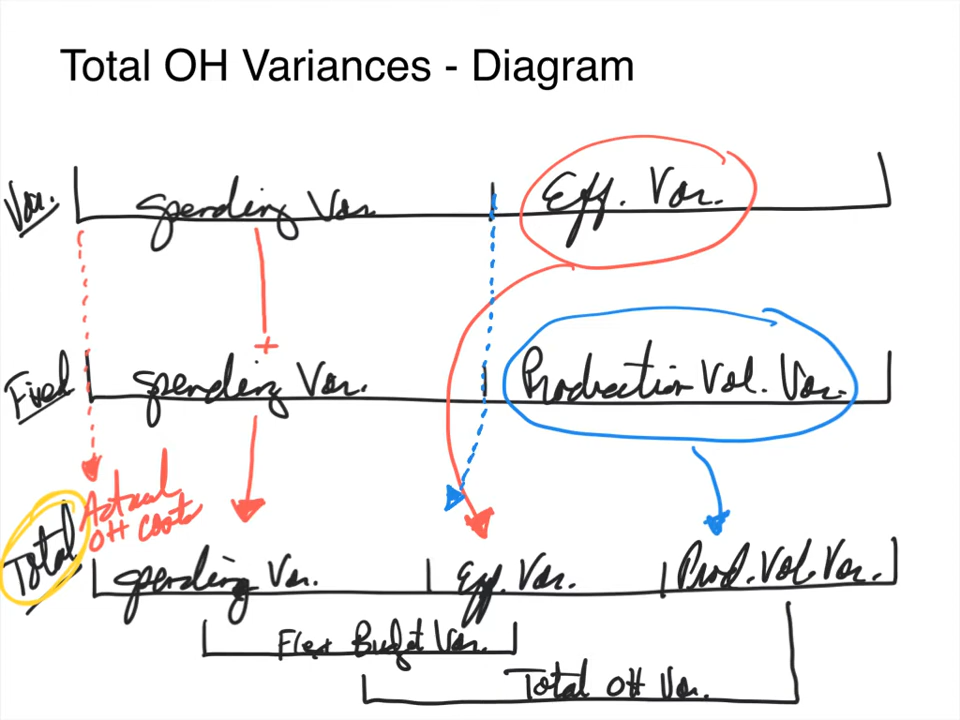 Total OH Variances - Diagram
Var. Spending Var. Eff. Var.
+
Fixed Spending Var. Production Vol. Var.
Actual
OH Costs
Total Spending Var. Eff. Var. Prod. Vol. Var.
Flex Budget Var.
Total OH Var.